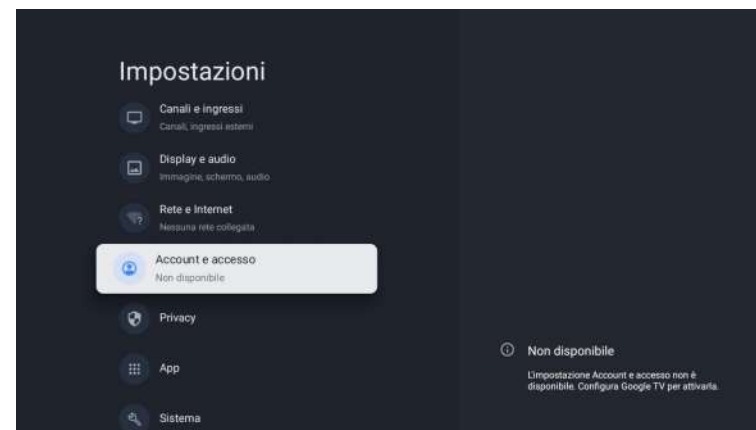 Impostazioni
Canali e ingressi
Canali, ingressi esterni
Display e audio
Immagine, schermo, audio
Rete e Internet
Nessuna rete collegata
Account e accesso
Non disponibile
Privacy
App
Sistema
Non disponibile
L'impostazione Account e accesso non è
disponibile. Configura Google TV per attivarla.